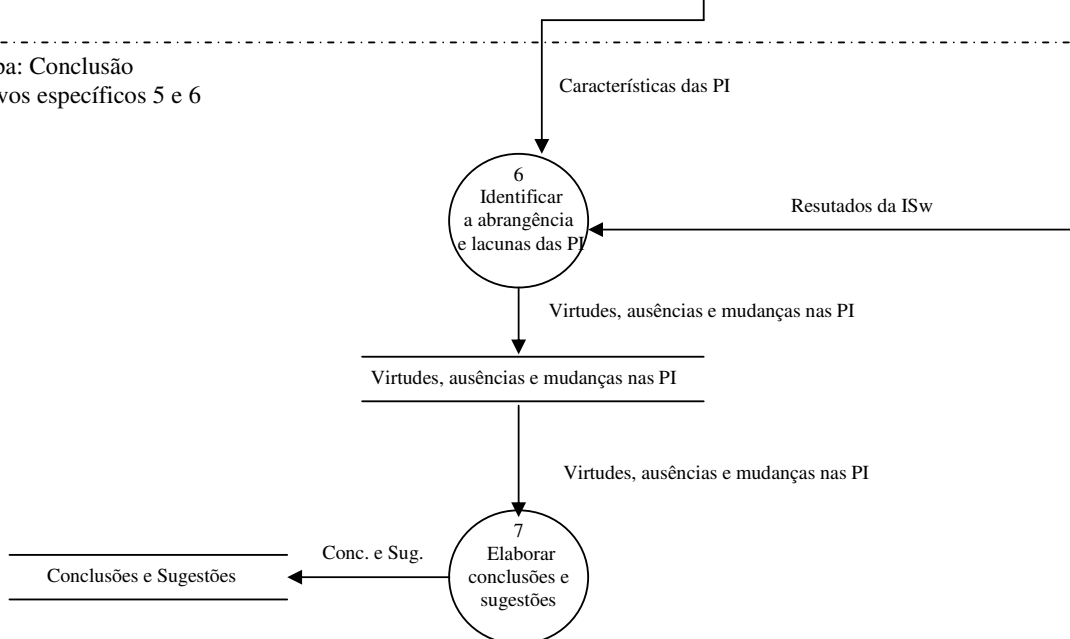 pa: Conclusão
vos específicos 5 e 6
Características das PI
6
Identificar
a abrangência
e lacunas das PI
Resutados da ISw
Virtudes, ausências e mudanças nas PI
Virtudes, ausências e mudanças nas PI
Virtudes, ausências e mudanças nas PI
7
Elaborar
conclusões e
sugestões
Conc. e Sug.
Conclusões e Sugestões